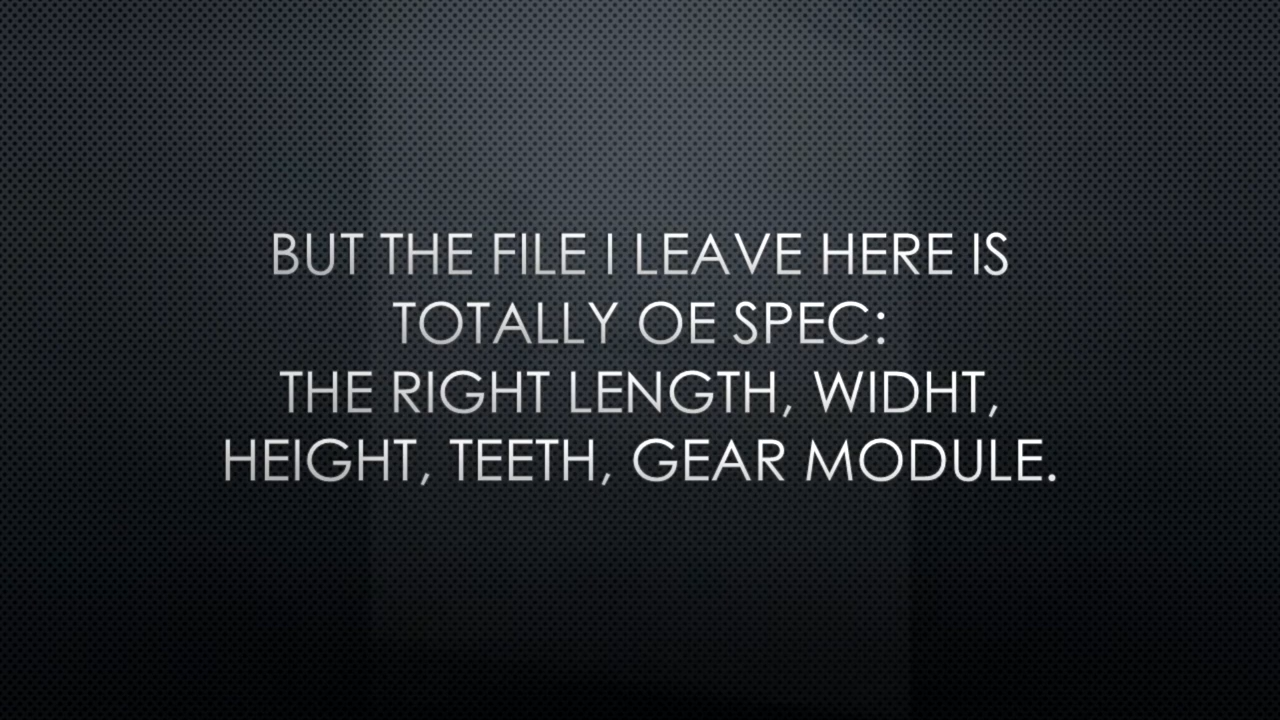 BUT THE FILE I LEAVE HERE IS
TOTALLY OE SPEC:
THE RIGHT LENGTH, WIDHT,
HEIGHT, TEETH, GEAR MODULE.